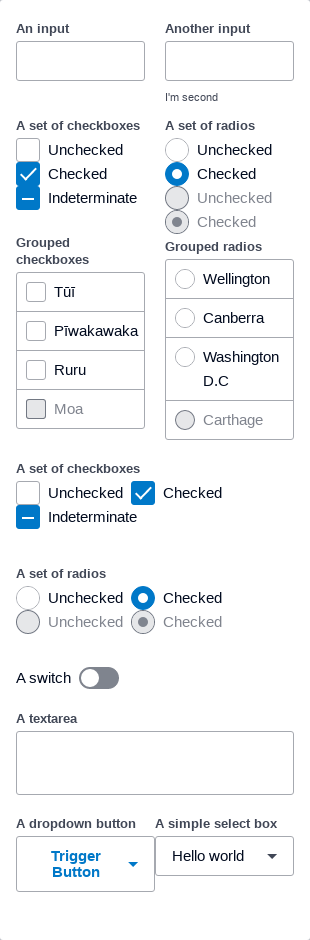 An input
Another input
I'm second
A set of checkboxes
Unchecked
Checked
Indeterminate
A set of radios
Unchecked
Checked
Unchecked
Checked
Grouped
checkboxes
Tūī
Pīwakawaka
Ruru
Moa
Grouped radios
Wellington
Canberra
Washington
D.C
Carthage
A set of checkboxes
Unchecked Checked
Indeterminate
A set of radios
Unchecked Checked
Unchecked Checked
A switch
A textarea
A dropdown button
Trigger
Button
A simple select box
Hello world